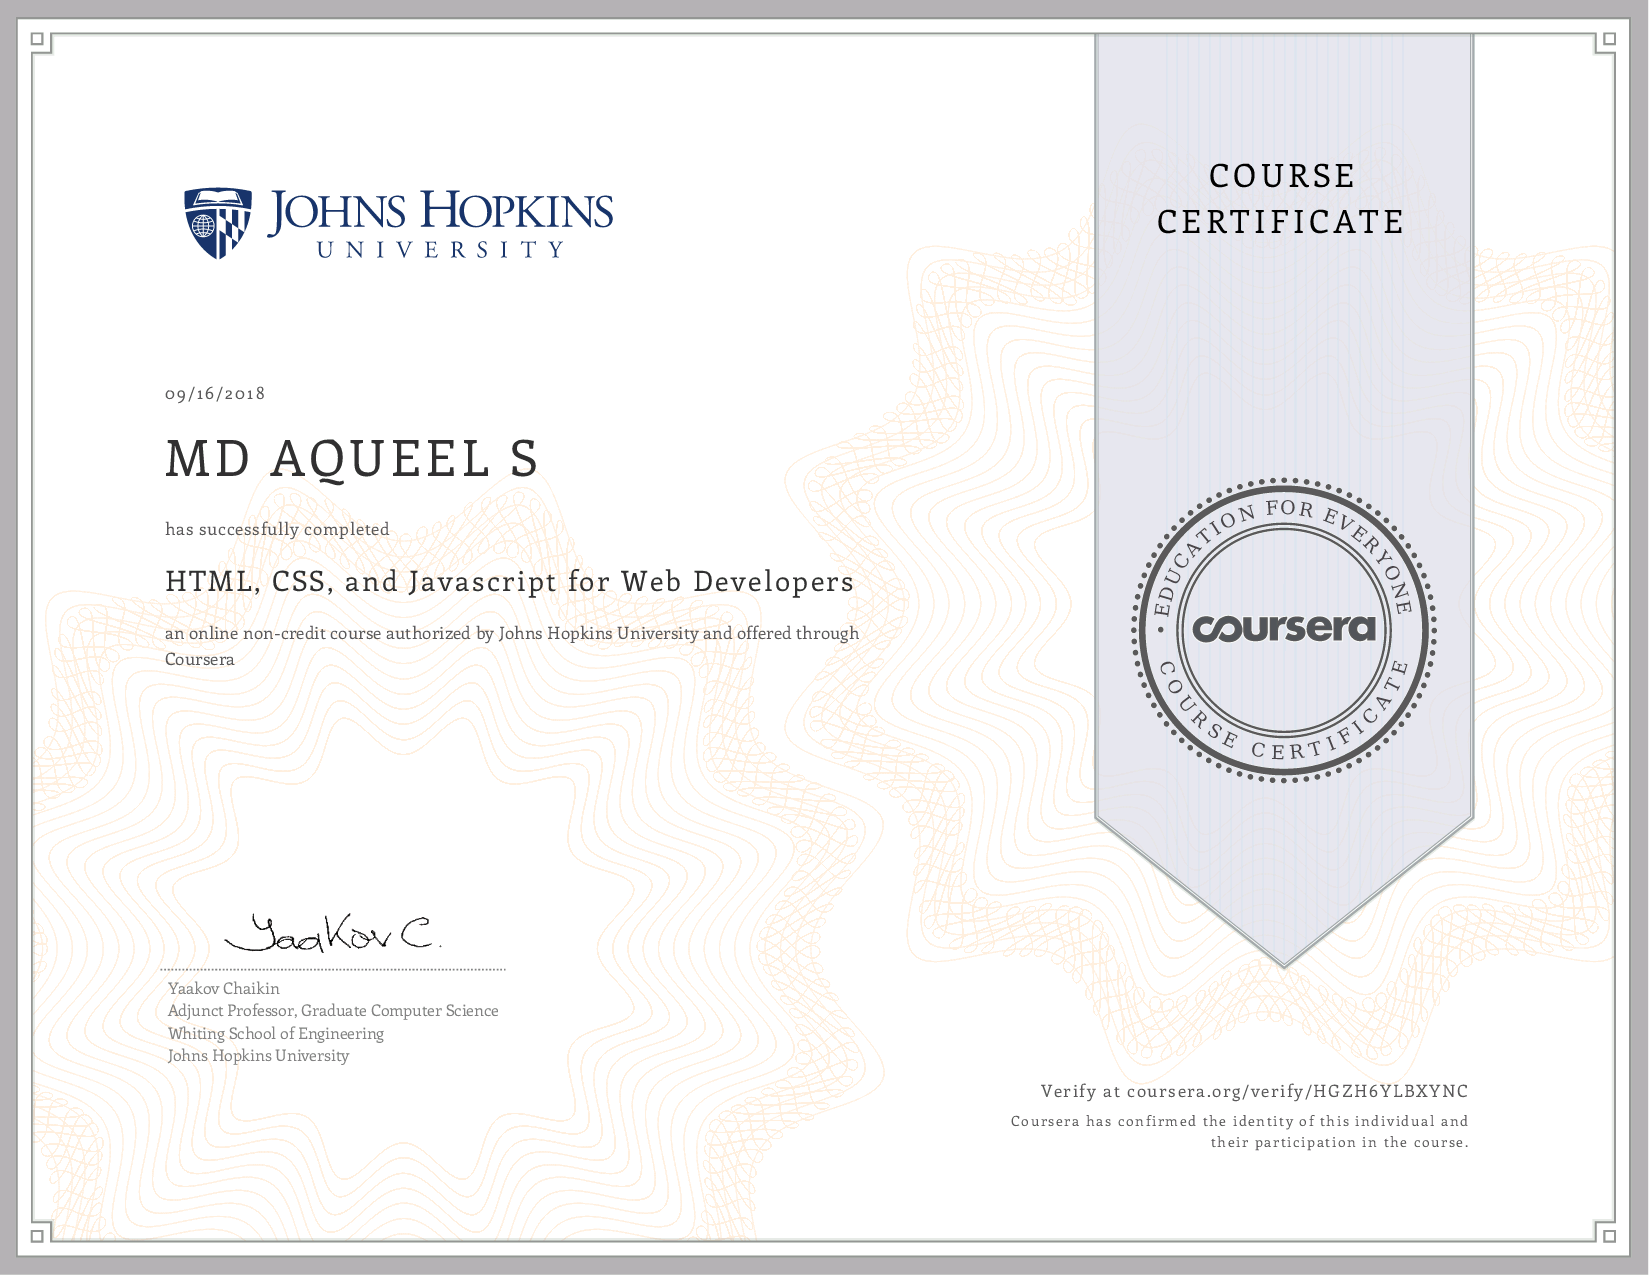 JOHNS HOPKINS
UNIVERSITY
COURSE
CERTIFICATE
09/16/2018
MD AQUEEL S
has successfully completed
HTML, CSS, and Javascript for Web Developers
an online non-credit course authorized by Johns Hopkins University and offered through
Coursera
• EDUCATION FOR EVERYONE
coursera
COURSE CERTIFICATE
Yaakov C.
Yaakov Chaikin
Adjunct Professor, Graduate Computer Science
Whiting School of Engineering
Johns Hopkins University
Verify at coursera.org/verify/HGZH6YLBXYNC
Coursera has confirmed the identity of this individual and
their participation in the course.